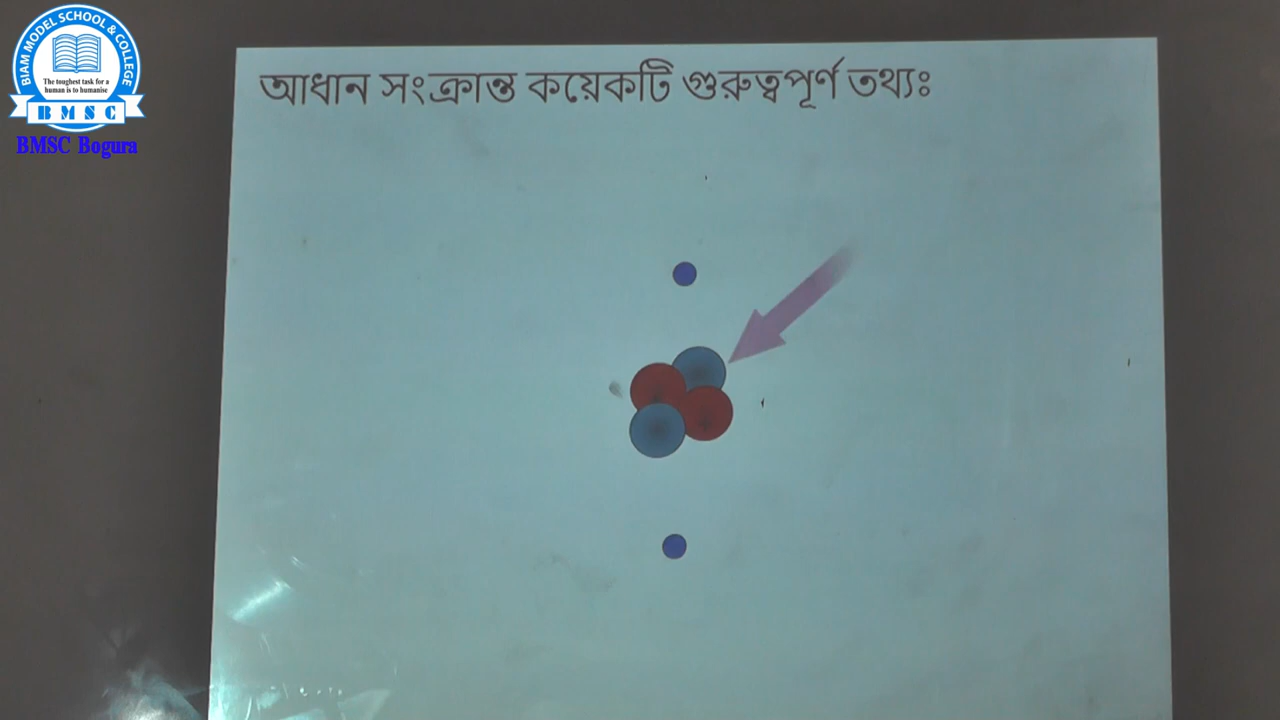 BIAM MODEL SCHOOL & COLLEGE
The toughest task for a
human is to humanise
B M S C
BMSC Bogura
আধান সংক্রান্ত কয়েকটি গুরুত্বপূর্ণ তথ্যঃ
+